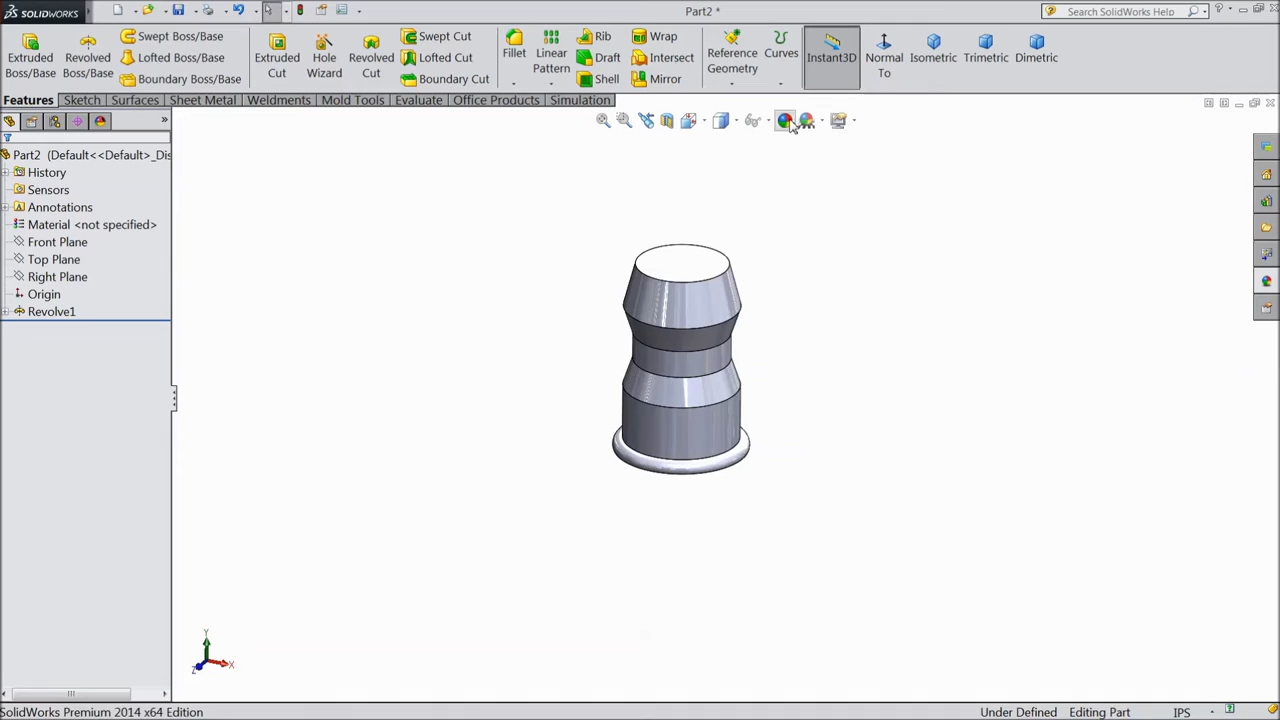 SOLIDWORKS
Part2 *
Search SolidWorks Help
Extruded Boss/Base
Revolved Boss/Base
Swept Boss/Base
Lofted Boss/Base
Boundary Boss/Base
Extruded Cut
Hole Wizard
Revolved Cut
Swept Cut
Lofted Cut
Boundary Cut
Fillet
Linear Pattern
Rib
Draft
Shell
Wrap
Intersect
Mirror
Reference Geometry
Curves
Instant3D
Normal To
Isometric
Trimetric
Dimetric
Features
Sketch
Surfaces
Sheet Metal
Weldments
Mold Tools
Evaluate
Office Products
Simulation
Part2 (Default<<Default>_Dis
History
Sensors
Annotations
Material <not specified>
Front Plane
Top Plane
Right Plane
Origin
Revolve1
Y
Z
X
SolidWorks Premium 2014 x64 Edition
Under Defined
Editing Part
IPS